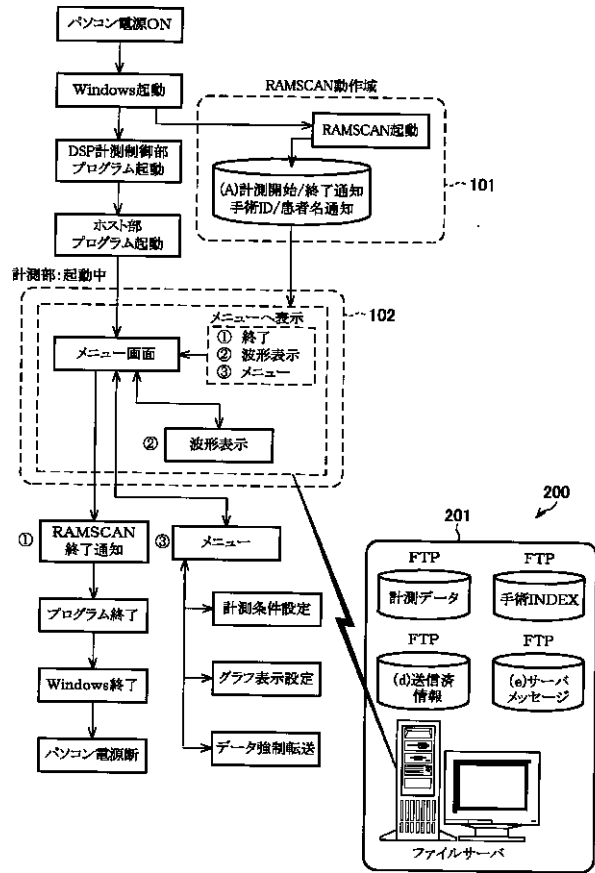 パソコン電源ON
Windows起動
DSP計測制御部
プログラム起動
ホスト部
プログラム起動
RAMSCAN動作域
RAMSCAN起動
(A)計測開始/終了通知
手術ID/患者名通知
101
計測部:起動中
102
メニューへ表示
① 終了
② 波形表示
③ メニュー
メニュー画面
② 波形表示
① RAMSCAN
終了通知
プログラム終了
Windows終了
パソコン電源断
③ メニュー
計測条件設定
グラフ表示設定
データ強制転送
200
201
FTP
計測データ
FTP
手術INDEX
FTP
(d)送信済
情報
FTP
(e)サーバ
メッセージ
ファイルサーバ